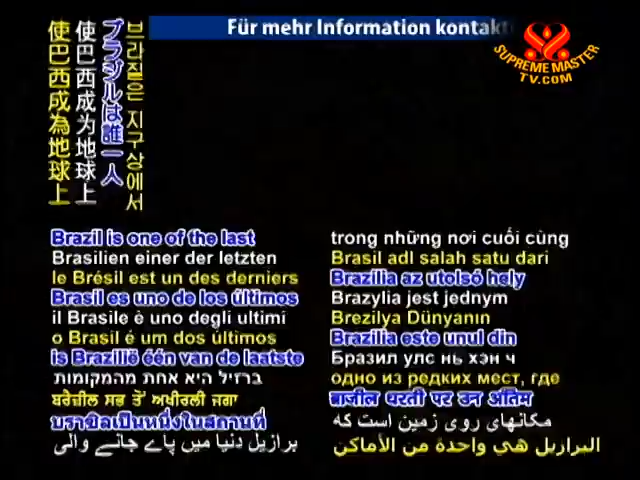 Für mehr Information kontakt
SUPREME MASTER
TV.COM
使巴西成為地球上
使巴西成为地球上
ブラジルは誰一人
브라질은 지구상에서
Brazil is one of the last
Brasilien einer der letzten
le Brésil est un des derniers
Brasil es uno de los últimos
il Brasile è uno degli ultimi
o Brasil é um dos últimos
is Brazilië één van de laatste
ברזיל היא אחת מהמקומות
ਬਰੈਜ਼ੀਲ ਸਭ ਤੋਂ ਅਖੀਰਲੀ ਜਗਾ
บราซิลเป็นหนึ่งในสถานที่
برازیل دنیا میں پاۓ جانے والی
trong những nơi cuối cùng
Brasil adl salah satu dari
Brazília az utolsó hely
Brazylia jest jednym
Brezilya Dünyanın
Brazilia este unul din
Бразил улс нь хэн ч
одно из редких мест, где
ब्राजील धरती पर उन अंतिम
مکانهای روی زمین است که
البرازيل هي واحدة من الأماكن